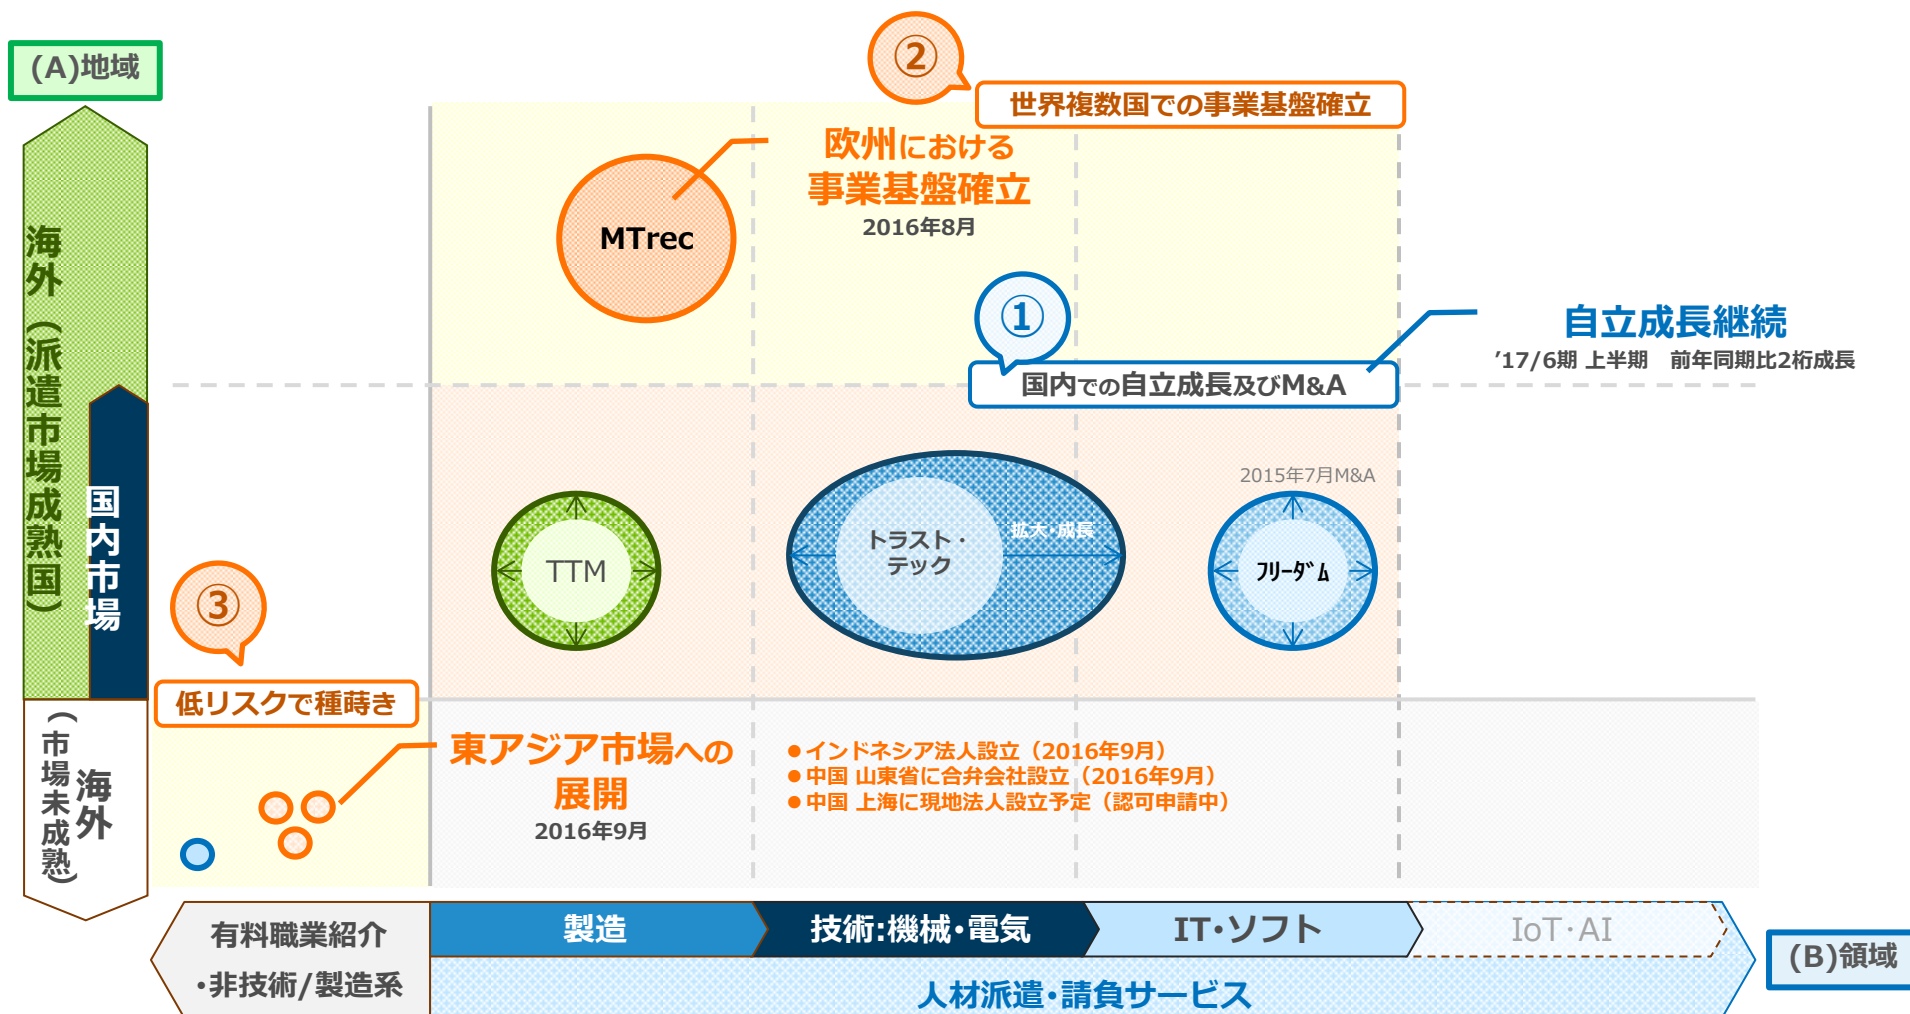 (A)地域
②
世界複数国での事業基盤確立
欧州における
事業基盤確立
2016年8月
MTrec
①
国内での自立成長及びM&A
自立成長継続
’17/6期 上半期　前年同期比2桁成長
海外（派遣市場成熟国）
国内市場
2015年7月M&A
TTM
トラスト・
テック
拡大・成長
ﾌﾘｰﾀﾞﾑ
③
低リスクで種蒔き
海外
（市場未成熟）
東アジア市場への
展開
2016年9月
●インドネシア法人設立（2016年9月）
●中国 山東省に合弁会社設立（2016年9月）
●中国 上海に現地法人設立予定（認可申請中）
有料職業紹介
・非技術/製造系
製造
技術:機械・電気
IT・ソフト
IoT・AI
人材派遣・請負サービス
(B)領域